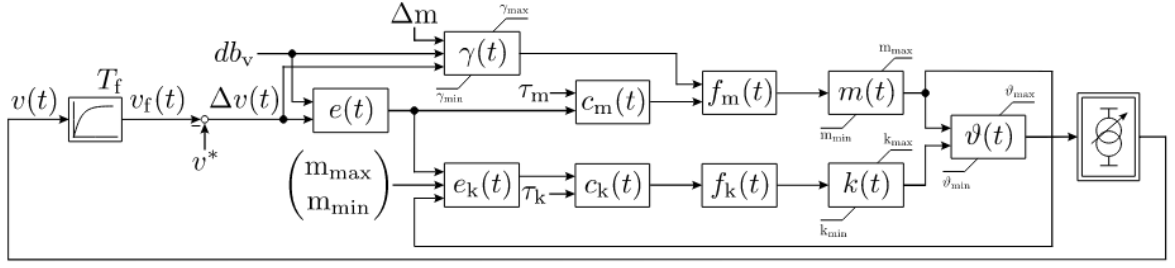 Δm
γ_max
db_v
γ(t)
γ_min
v(t)
T_f
v_f(t)
−
v*
Δv(t)
e(t)
τ_m
c_m(t)
f_m(t)
m_max
m(t)
m_min
ϑ_max
ϑ(t)
ϑ_min
(m_max
m_min)
e_k(t)
τ_k
c_k(t)
f_k(t)
k_max
k(t)
k_min